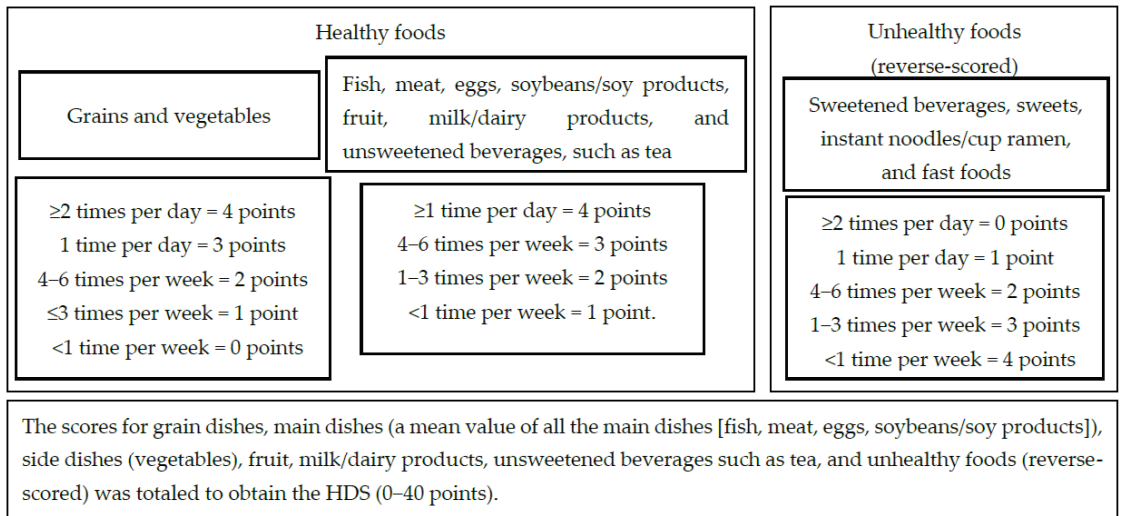 Healthy foods
Grains and vegetables
Fish, meat, eggs, soybeans/soy products,
fruit, milk/dairy products, and
unsweetened beverages, such as tea
≥2 times per day = 4 points
1 time per day = 3 points
4–6 times per week = 2 points
≤3 times per week = 1 point
<1 time per week = 0 points
≥1 time per day = 4 points
4–6 times per week = 3 points
1–3 times per week = 2 points
<1 time per week = 1 point.
Unhealthy foods
(reverse-scored)
Sweetened beverages, sweets,
instant noodles/cup ramen,
and fast foods
≥2 times per day = 0 points
1 time per day = 1 point
4–6 times per week = 2 points
1–3 times per week = 3 points
<1 time per week = 4 points
The scores for grain dishes, main dishes (a mean value of all the main dishes [fish, meat, eggs, soybeans/soy products]),
side dishes (vegetables), fruit, milk/dairy products, unsweetened beverages such as tea, and unhealthy foods (reverse-
scored) was totaled to obtain the HDS (0–40 points).